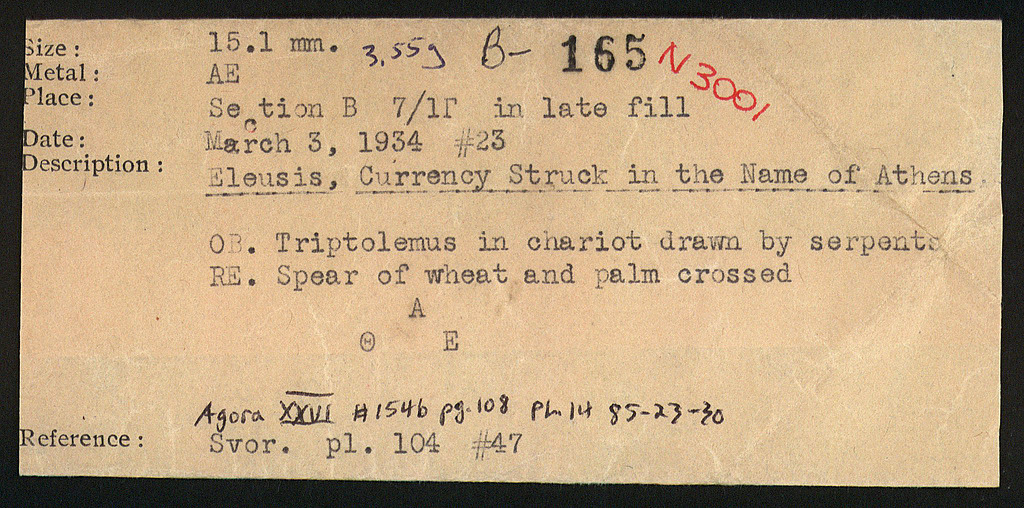 Size: 15.1 mm. 3.55g B- 165 N3001
Metal: AE
Place: Section B 7/1Γ in late fill
Date: March 3, 1934 #23
Description: Eleusis, Currency Struck in the Name of Athens.
OB. Triptolemus in chariot drawn by serpents
RE. Spear of wheat and palm crossed
A
Θ E
Agora XXVI #154b pg.108 Pl.14 85-23-30
Reference: Svor. pl. 104 #47